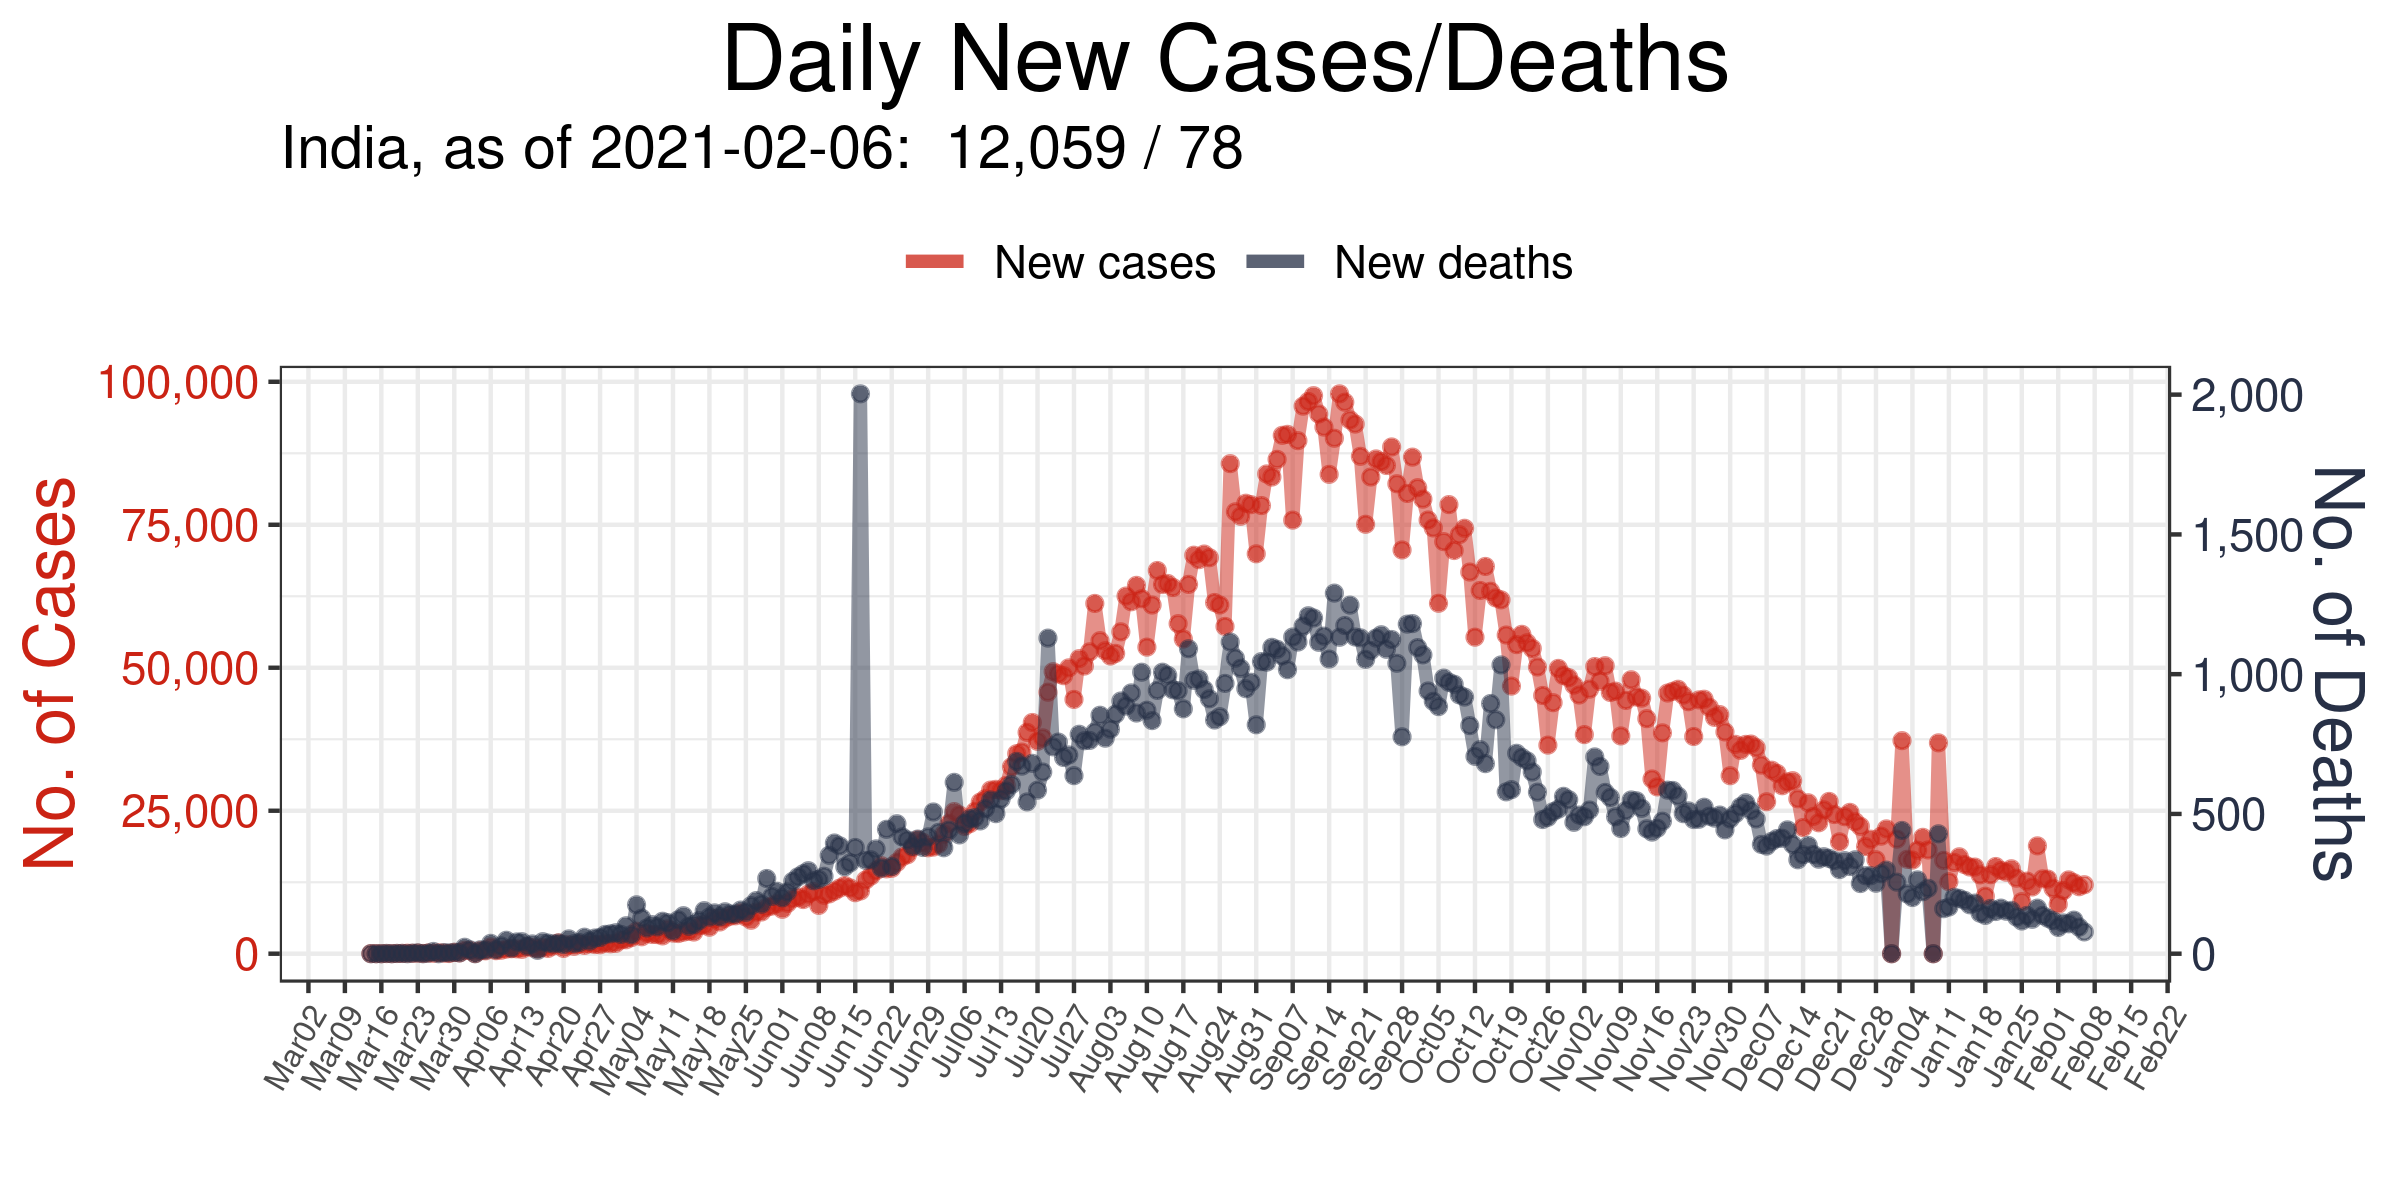 Daily New Cases/Deaths
India, as of 2021-02-06:  12,059 / 78
New cases
New deaths
No. of Cases
100,000
75,000
50,000
25,000
0
2,000
1,500
1,000
500
0
No. of Deaths
Mar02
Mar09
Mar16
Mar23
Mar30
Apr06
Apr13
Apr20
Apr27
May04
May11
May18
May25
Jun01
Jun08
Jun15
Jun22
Jun29
Jul06
Jul13
Jul20
Jul27
Aug03
Aug10
Aug17
Aug24
Aug31
Sep07
Sep14
Sep21
Sep28
Oct05
Oct12
Oct19
Oct26
Nov02
Nov09
Nov16
Nov23
Nov30
Dec07
Dec14
Dec21
Dec28
Jan04
Jan11
Jan18
Jan25
Feb01
Feb08
Feb15
Feb22